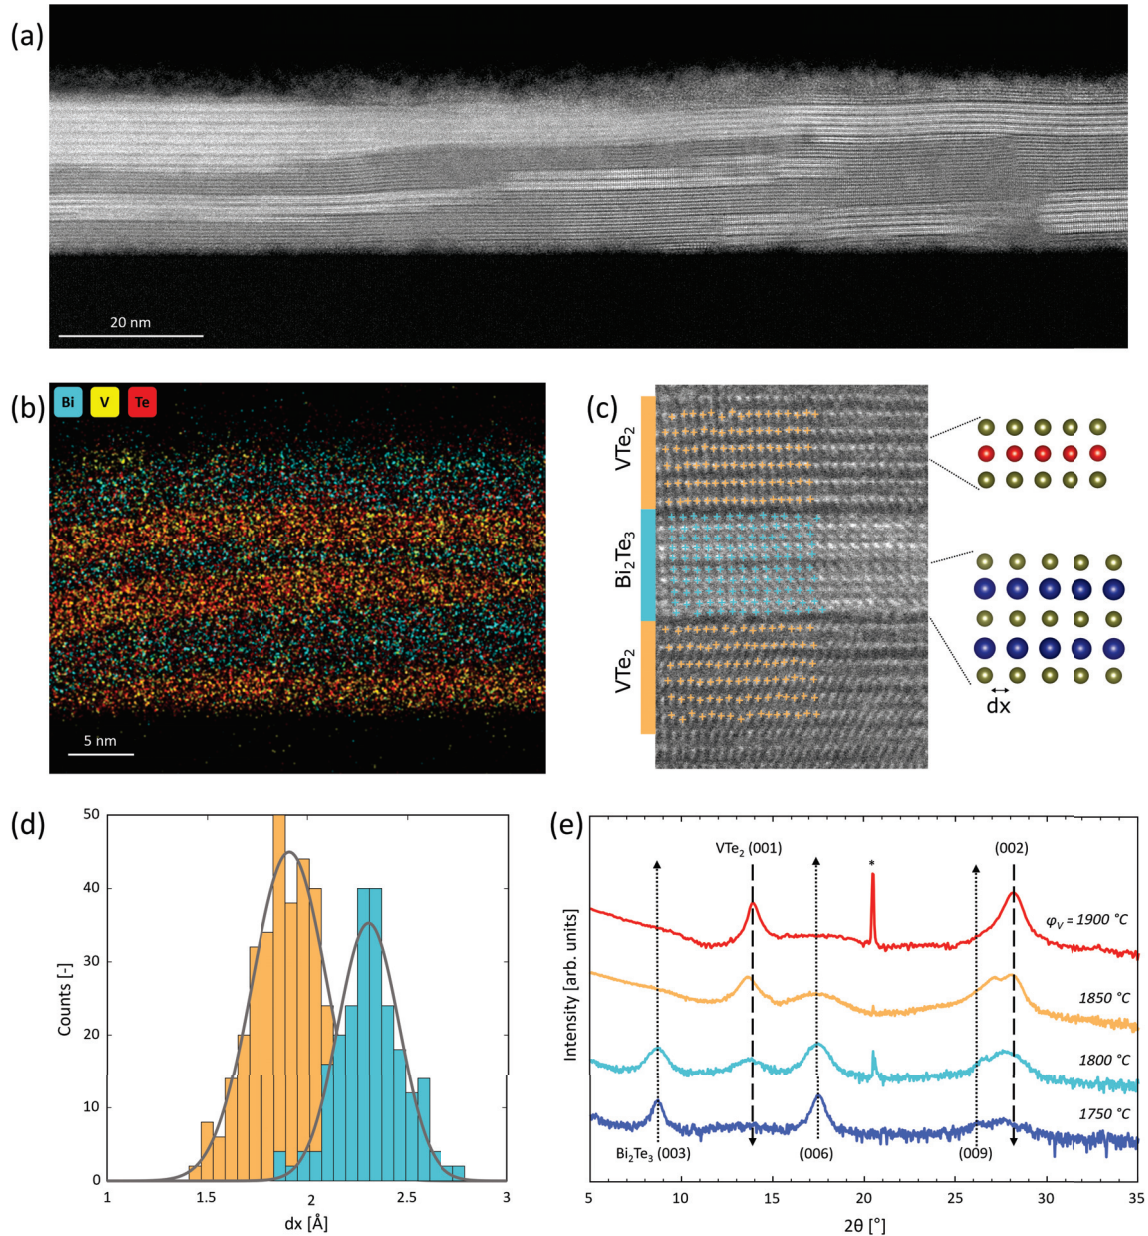 (a)
20 nm
(b)
Bi V Te
5 nm
(c)
VTe₂
Bi₂Te₃
VTe₂
dx
(d)
50
40
30
20
10
0
Counts [-]
1 1.5 2 2.5 3
dx [Å]
(e)
VTe₂ (001)
*
(002)
φ_V = 1900 °C
1850 °C
1800 °C
1750 °C
Bi₂Te₃ (003)
(006)
(009)
Intensity [arb. units]
5 10 15 20 25 30 35
2θ [°]